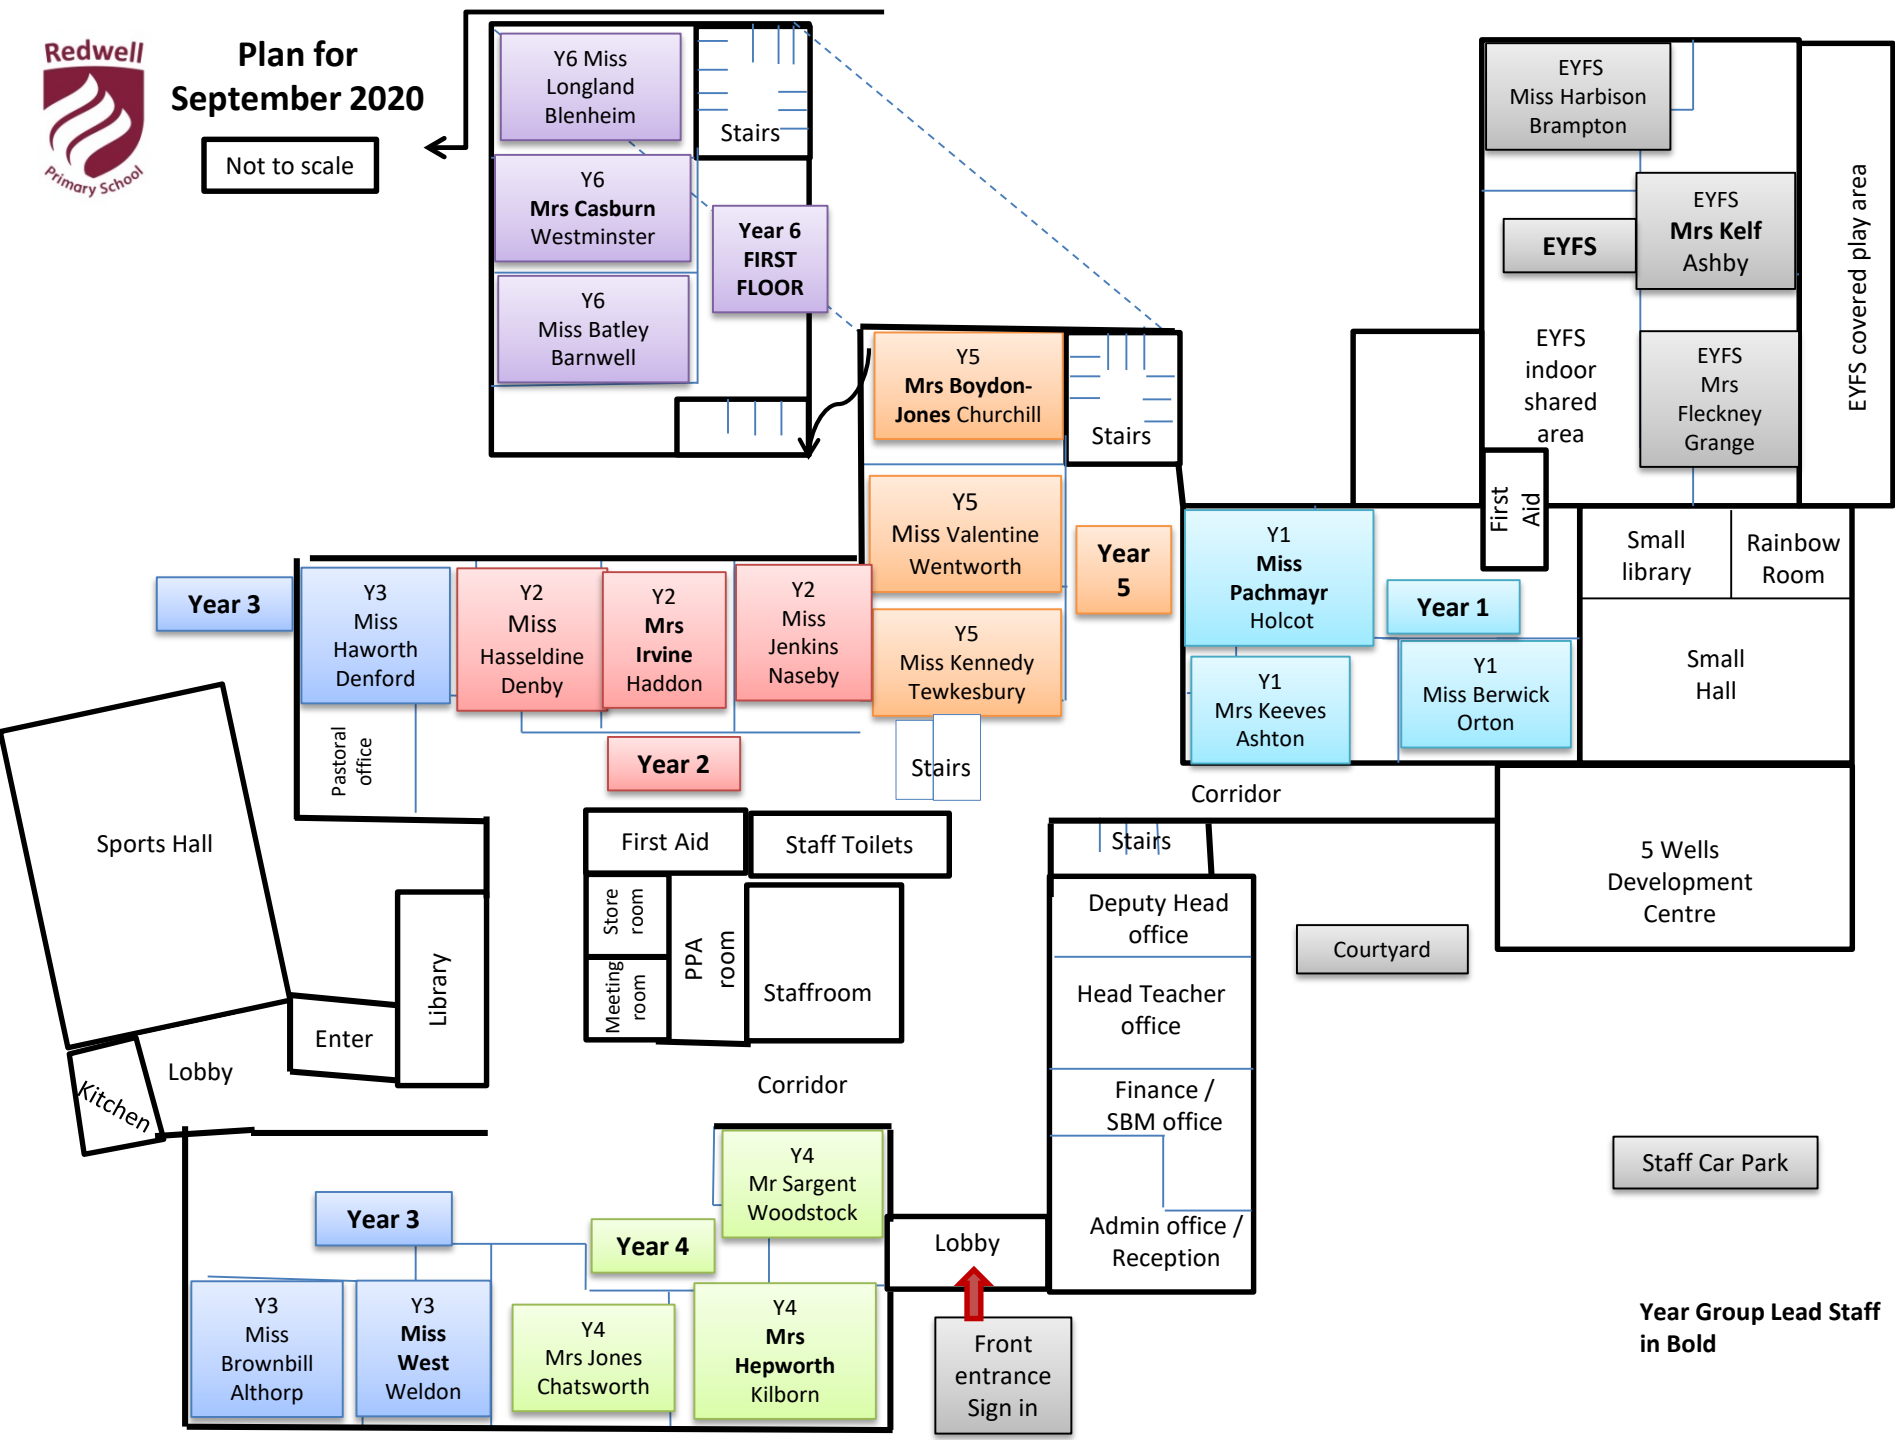 Redwell
Primary School
Plan for
September 2020
Not to scale
Y6 Miss
Longland
Blenheim
Stairs
Y6
Mrs Casburn
Westminster
Year 6
FIRST
FLOOR
Y6
Miss Batley
Barnwell
EYFS
Miss Harbison
Brampton
EYFS
Mrs Kelf
Ashby
EYFS
EYFS
indoor
shared
area
EYFS
Mrs
Fleckney
Grange
EYFS covered play area
First
Aid
Y5
Mrs Boydon-
Jones Churchill
Stairs
Y5
Miss Valentine
Wentworth
Year
5
Y5
Miss Kennedy
Tewkesbury
Stairs
Y1
Miss
Pachmayr
Holcot
Year 1
Y1
Mrs Keeves
Ashton
Y1
Miss Berwick
Orton
Small
library
Rainbow
Room
Small
Hall
Year 3
Y3
Miss
Haworth
Denford
Y2
Miss
Hasseldine
Denby
Y2
Mrs
Irvine
Haddon
Y2
Miss
Jenkins
Naseby
Year 2
Pastoral
office
Corridor
Sports Hall
First Aid
Staff Toilets
Stairs
5 Wells
Development
Centre
Store
room
Meeting
room
PPA
room
Staffroom
Deputy Head
office
Courtyard
Head Teacher
office
Library
Enter
Lobby
Kitchen
Corridor
Finance /
SBM office
Staff Car Park
Y4
Mr Sargent
Woodstock
Year 3
Year 4
Lobby
Admin office /
Reception
Y3
Miss
Brownbill
Althorp
Y3
Miss
West
Weldon
Y4
Mrs Jones
Chatsworth
Y4
Mrs
Hepworth
Kilborn
Front
entrance
Sign in
Year Group Lead Staff
in Bold